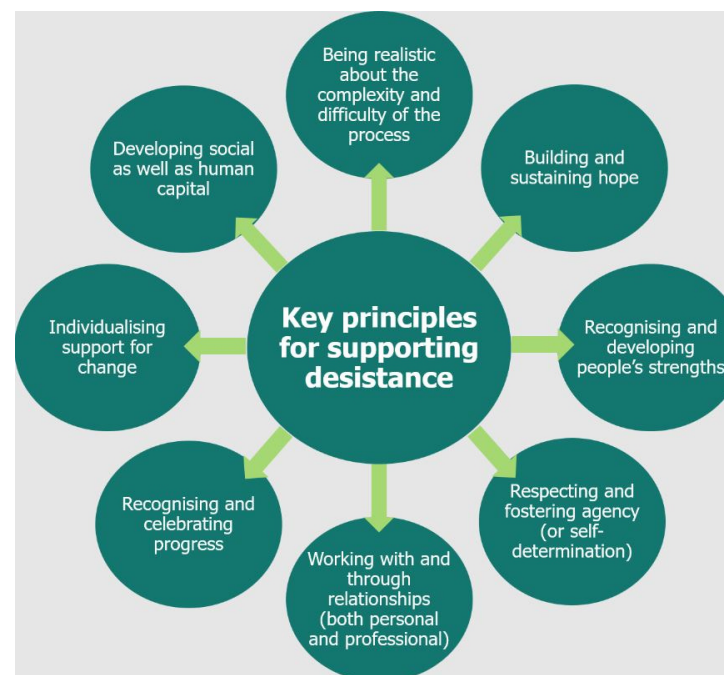 Being realistic
about the
complexity and
difficulty of the
process
Building and
sustaining hope
Recognising and
developing
people's strengths
Respecting and
fostering agency
(or self-
determination)
Working with and
through
relationships
(both personal
and professional)
Recognising and
celebrating
progress
Individualising
support for
change
Developing social
as well as human
capital
Key principles
for supporting
desistance